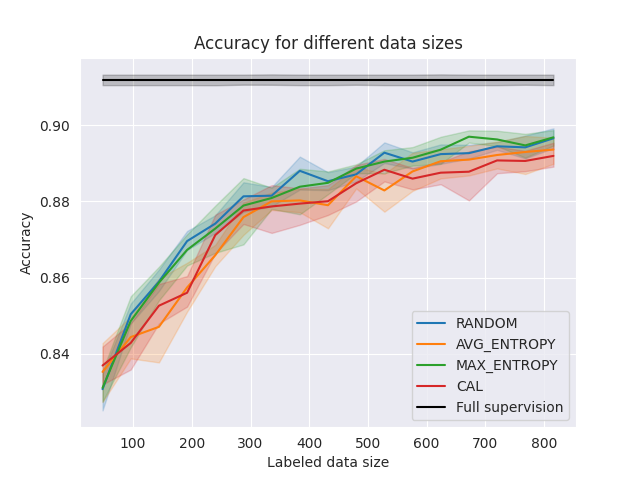 Accuracy for different data sizes
Accuracy
0.90
0.88
0.86
0.84
100 200 300 400 500 600 700 800
Labeled data size
RANDOM
AVG_ENTROPY
MAX_ENTROPY
CAL
Full supervision